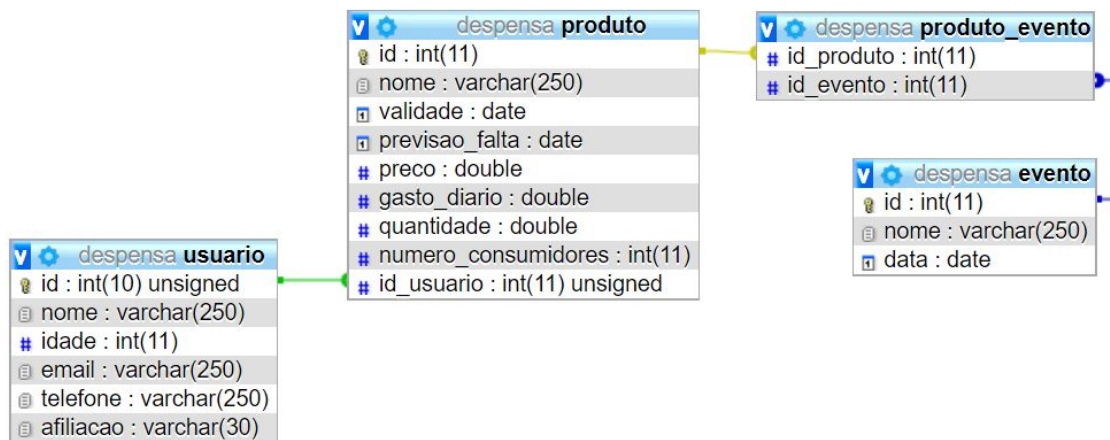 despensa produto
id : int(11)
nome : varchar(250)
validade : date
previsao_falta : date
preco : double
gasto_diario : double
quantidade : double
numero_consumidores : int(11)
id_usuario : int(11) unsigned
despensa produto_evento
id_produto : int(11)
id_evento : int(11)
despensa evento
id : int(11)
nome : varchar(250)
data : date
despensa usuario
id : int(10) unsigned
nome : varchar(250)
idade : int(11)
email : varchar(250)
telefone : varchar(250)
afiliacao : varchar(30)